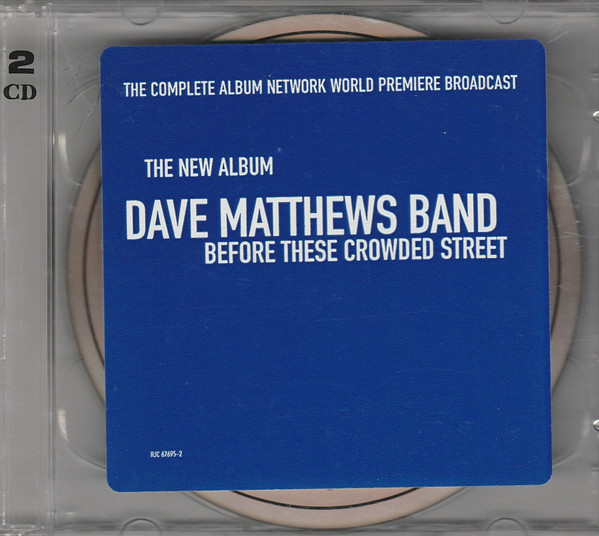 2
CD
THE COMPLETE ALBUM NETWORK WORLD PREMIERE BROADCAST
THE NEW ALBUM
DAVE MATTHEWS BAND
BEFORE THESE CROWDED STREET
RJC 67695-2